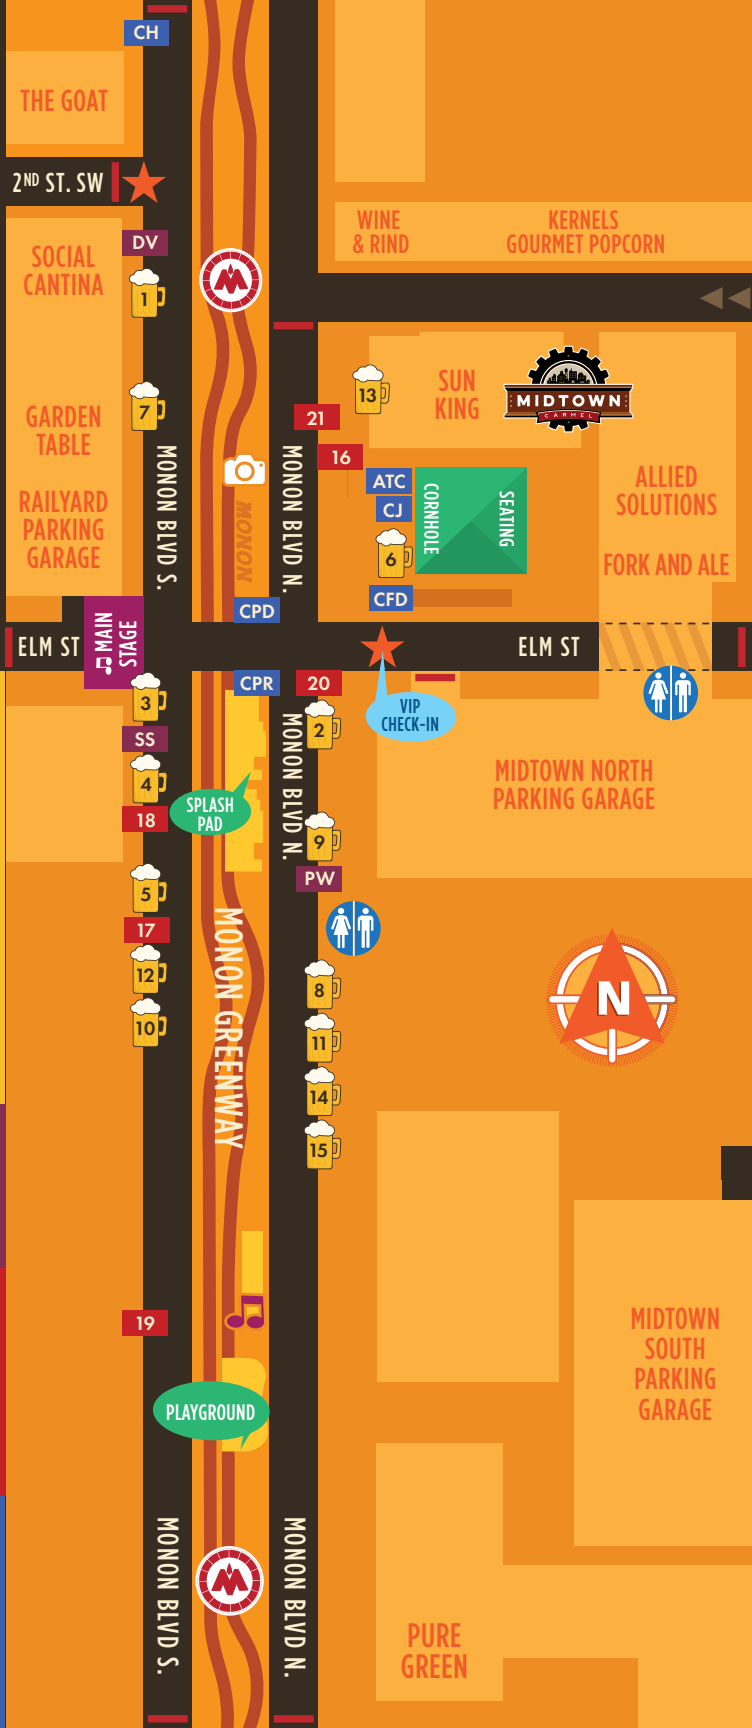 CH
THE GOAT
2ND ST. SW
WINE
& RIND
KERNELS
GOURMET POPCORN
DV
SOCIAL
CANTINA
1
M
13
SUN
KING
MIDTOWN
CARMEL
7
21
GARDEN
TABLE
16
MONON BLVD S.
MONON BLVD N.
ATC
CJ
CORNHOLE
SEATING
ALLIED
SOLUTIONS
RAILYARD
PARKING
GARAGE
MONON
6
FORK AND ALE
CFD
CPD
ELM ST
MAIN
STAGE
ELM ST
3
CPR
20
VIP
CHECK-IN
2
SS
MONON BLVD N.
4
MIDTOWN NORTH
PARKING GARAGE
SPLASH
PAD
18
9
5
PW
17
MONON GREENWAY
12
8
N
10
11
14
15
19
MIDTOWN
SOUTH
PARKING
GARAGE
PLAYGROUND
MONON BLVD S.
MONON BLVD N.
M
PURE
GREEN